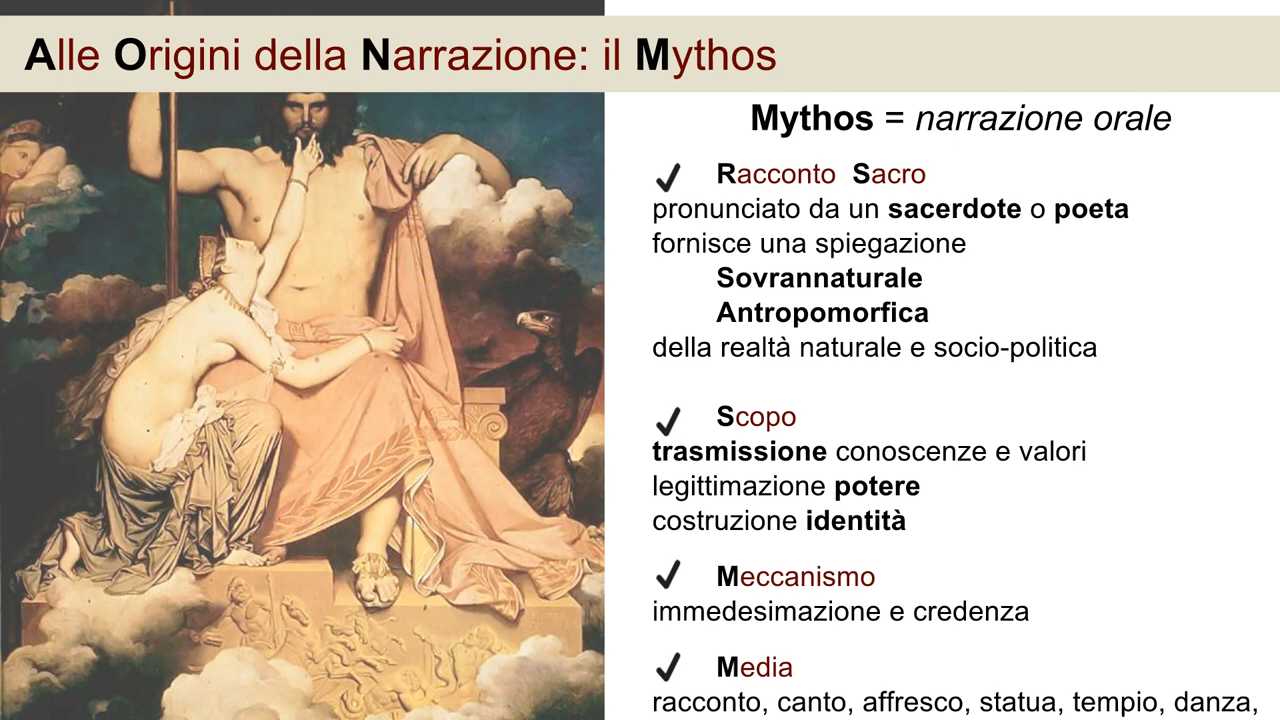 Alle Origini della Narrazione: il Mythos
Mythos = narrazione orale
Racconto Sacro
pronunciato da un sacerdote o poeta
fornisce una spiegazione
Sovrannaturale
Antropomorfica
della realtà naturale e socio-politica
Scopo
trasmissione conoscenze e valori
legittimazione potere
costruzione identità
Meccanismo
immedesimazione e credenza
Media
racconto, canto, affresco, statua, tempio, danza,